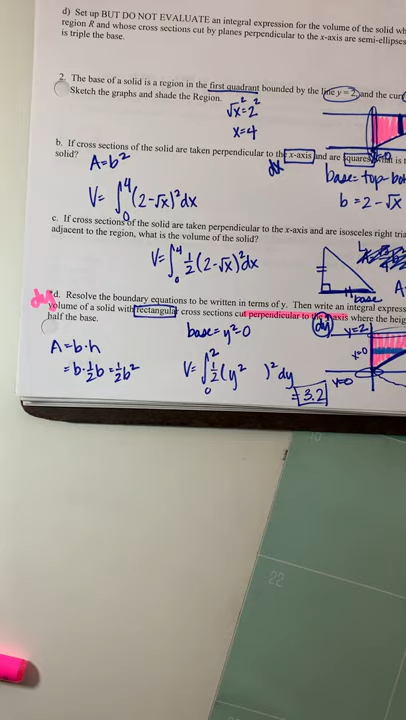 d) Set up BUT DO NOT EVALUATE an integral expression for the volume of the solid wh
region R and whose cross sections cut by planes perpendicular to the x-axis are semi-ellipses
is triple the base.
2. The base of a solid is a region in the first quadrant bounded by the line y = 2, and the cur
Sketch the graphs and shade the Region.
√x² = 2²
x=4
b. If cross sections of the solid are taken perpendicular to the x-axis and are squares, what is t
solid?
dx
x=0
A=b²
base= top-bo
V= ∫₀⁴ (2-√x)²dx
b = 2 - √x
c. If cross sections of the solid are taken perpendicular to the x-axis and are isosceles right tria
adjacent to the region, what is the volume of the solid?
V= ∫₀⁴ ½(2-√x)²dx
base
A=
dy
*d. Resolve the boundary equations to be written in terms of y. Then write an integral express
volume of a solid with rectangular cross sections cut perpendicular to the y-axis where the heig
half the base.
dy
y=2
base= y²-0
x=0
A=b·h
=b·½b=½b²
V= ∫₀² ½(y² )² dy
y=0
= 3.2
10
22